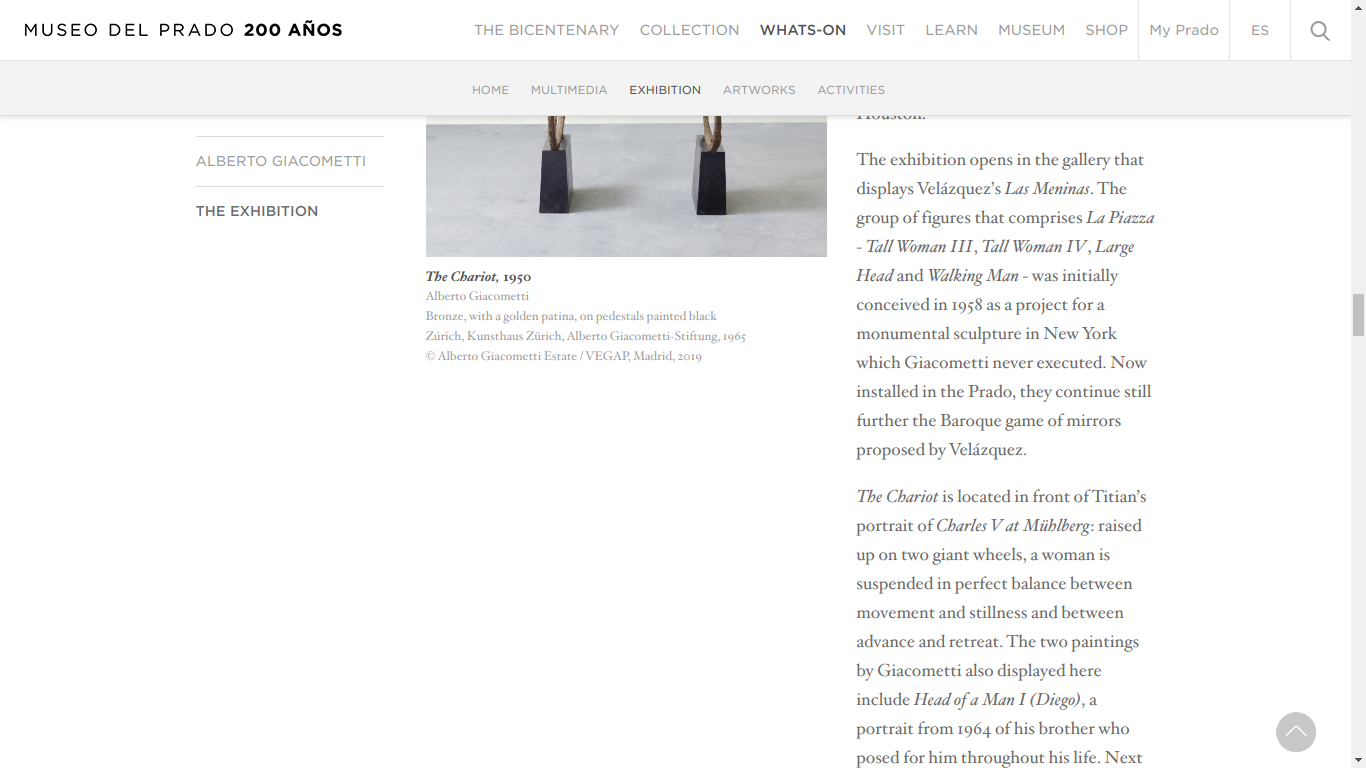 MUSEO DEL PRADO 200 AÑOS
THE BICENTENARY COLLECTION WHATS-ON VISIT LEARN MUSEUM SHOP My Prado ES
HOME MULTIMEDIA EXHIBITION ARTWORKS ACTIVITIES
ALBERTO GIACOMETTI
THE EXHIBITION
The Chariot, 1950
Alberto Giacometti
Bronze, with a golden patina, on pedestals painted black
Zúrich, Kunsthaus Zürich, Alberto Giacometti-Stiftung, 1965
© Alberto Giacometti Estate / VEGAP, Madrid, 2019
Houston.
The exhibition opens in the gallery that
displays Velázquez’s Las Meninas. The
group of figures that comprises La Piazza
- Tall Woman III, Tall Woman IV, Large
Head and Walking Man - was initially
conceived in 1958 as a project for a
monumental sculpture in New York
which Giacometti never executed. Now
installed in the Prado, they continue still
further the Baroque game of mirrors
proposed by Velázquez.
The Chariot is located in front of Titian’s
portrait of Charles V at Mühlberg: raised
up on two giant wheels, a woman is
suspended in perfect balance between
movement and stillness and between
advance and retreat. The two paintings
by Giacometti also displayed here
include Head of a Man I (Diego), a
portrait from 1964 of his brother who
posed for him throughout his life. Next